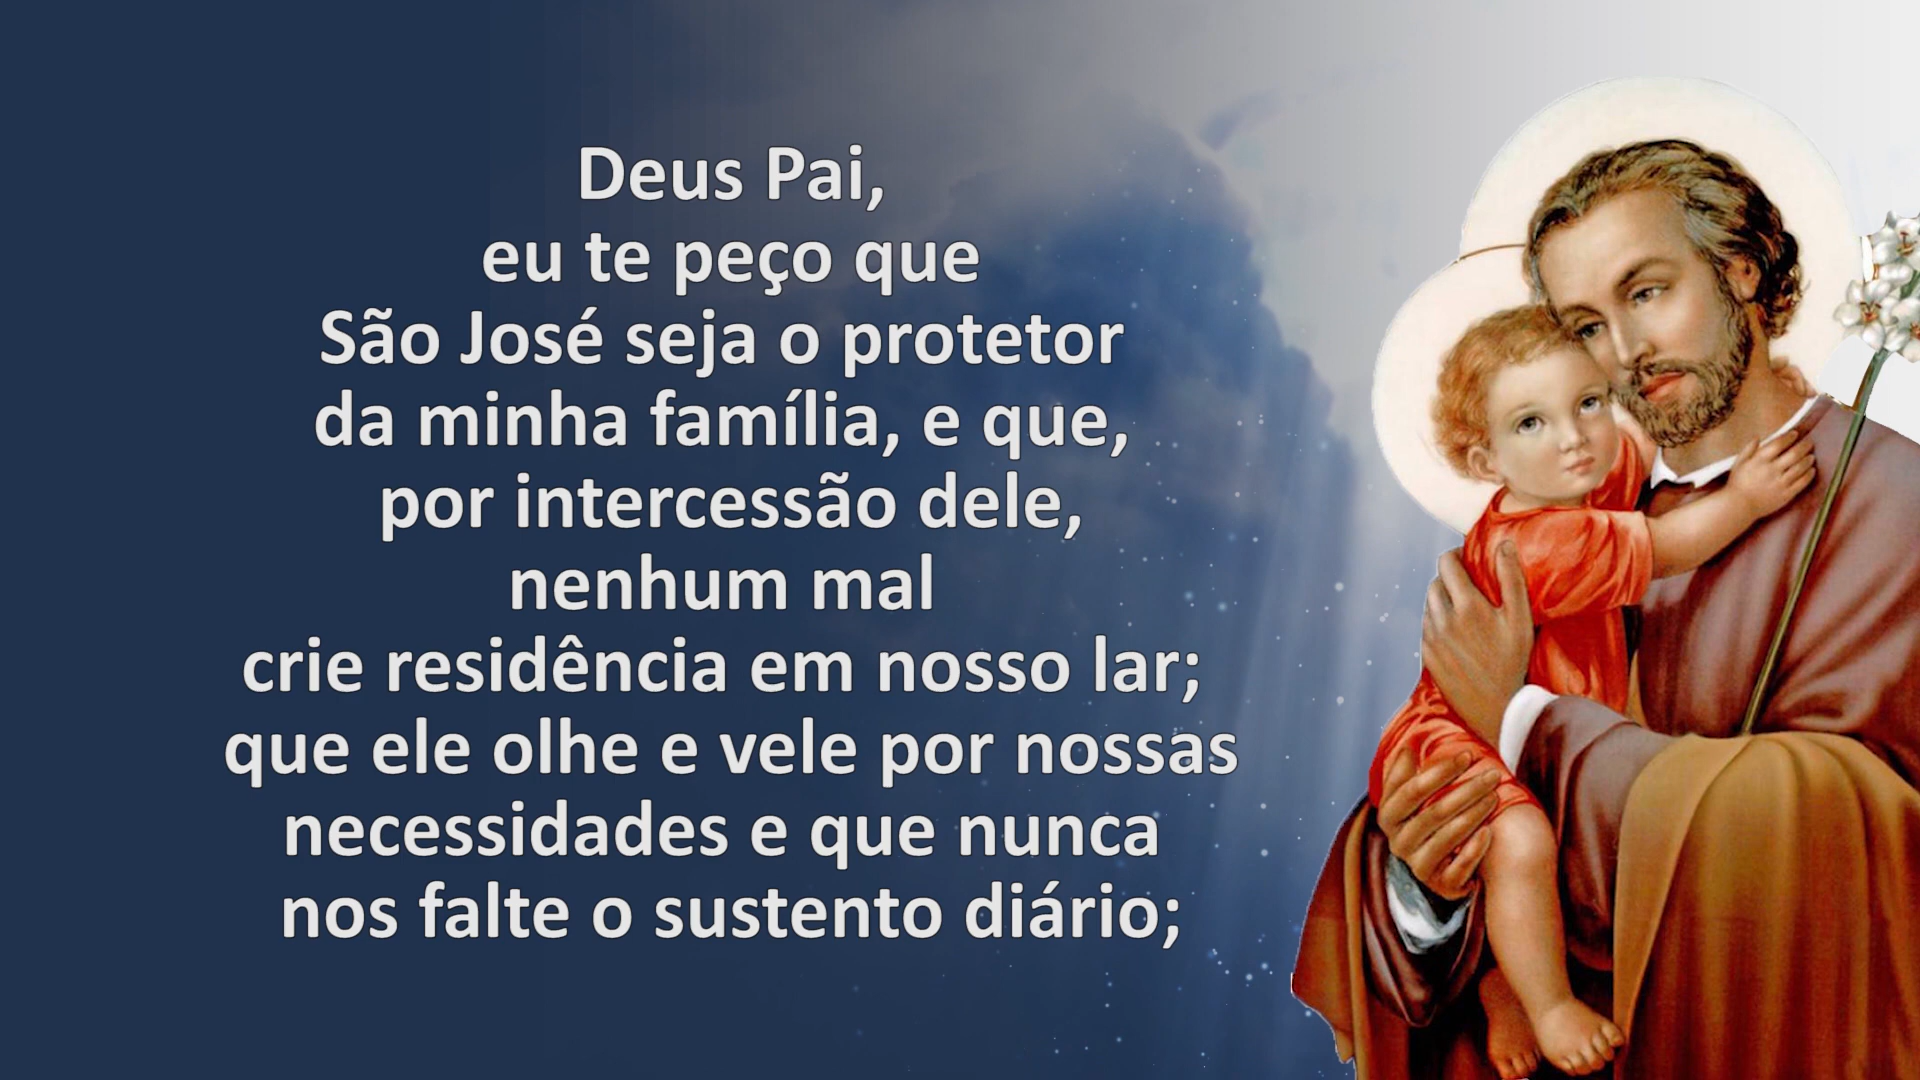 Deus Pai,
eu te peço que
São José seja o protetor
da minha família, e que,
por intercessão dele,
nenhum mal
crie residência em nosso lar;
que ele olhe e vele por nossas
necessidades e que nunca
nos falte o sustento diário;